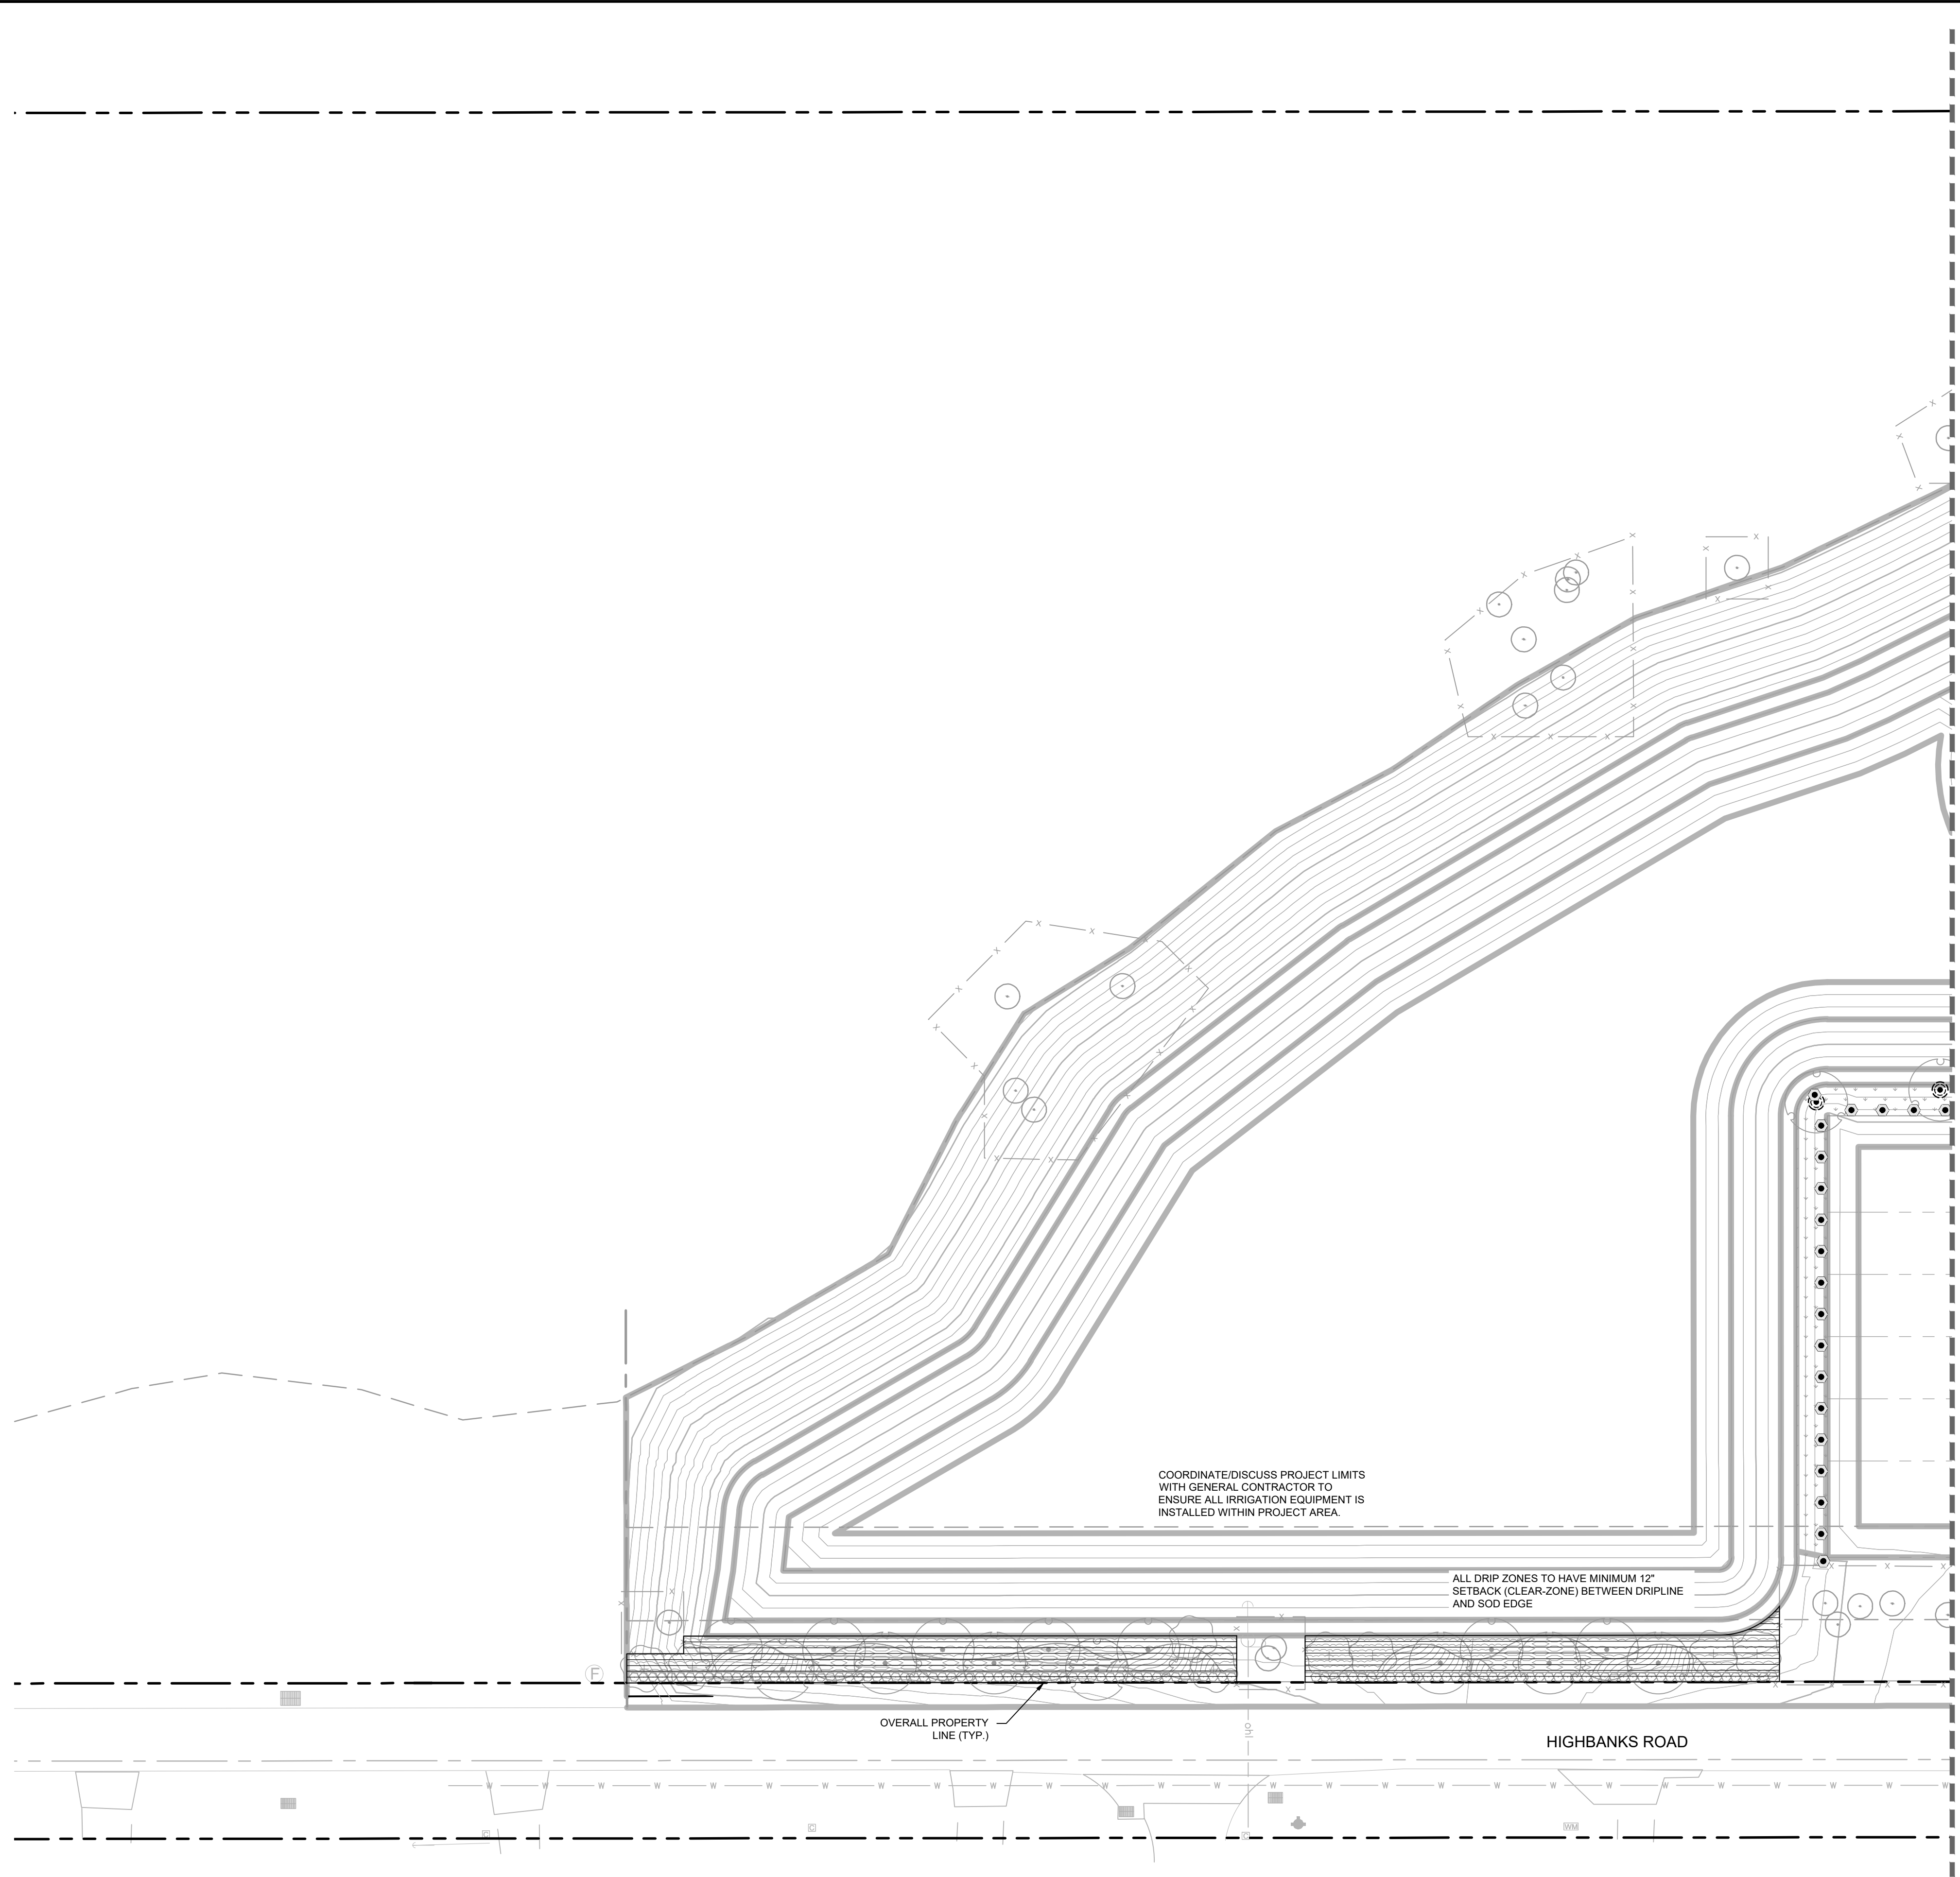 COORDINATE/DISCUSS PROJECT LIMITS
WITH GENERAL CONTRACTOR TO
ENSURE ALL IRRIGATION EQUIPMENT IS
INSTALLED WITHIN PROJECT AREA.
ALL DRIP ZONES TO HAVE MINIMUM 12"
SETBACK (CLEAR-ZONE) BETWEEN DRIPLINE
AND SOD EDGE
F
OVERALL PROPERTY
LINE (TYP.)
ohl
HIGHBANKS ROAD
W W W W W W W W W W W W W W W W W W W W W W W W W W W
C
C
C
WM